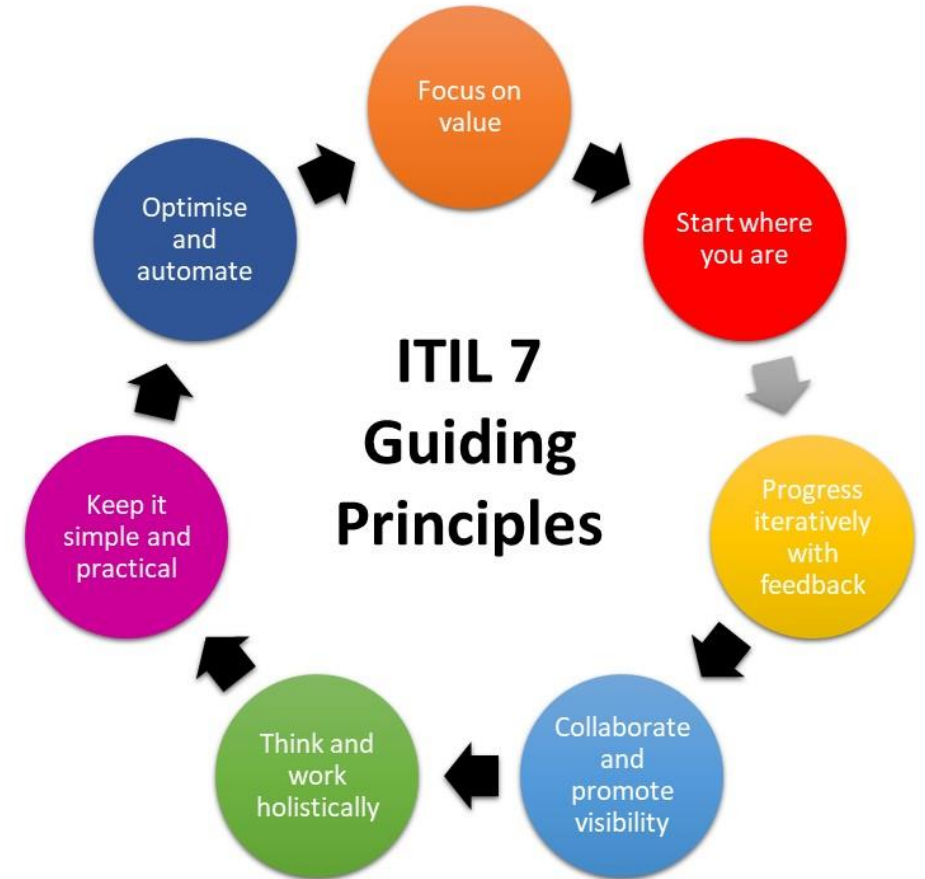 Focus on
value
Start where
you are
Progress
iteratively
with
feedback
Collaborate
and
promote
visibility
Think and
work
holistically
Keep it
simple and
practical
Optimise
and
automate
ITIL 7
Guiding
Principles